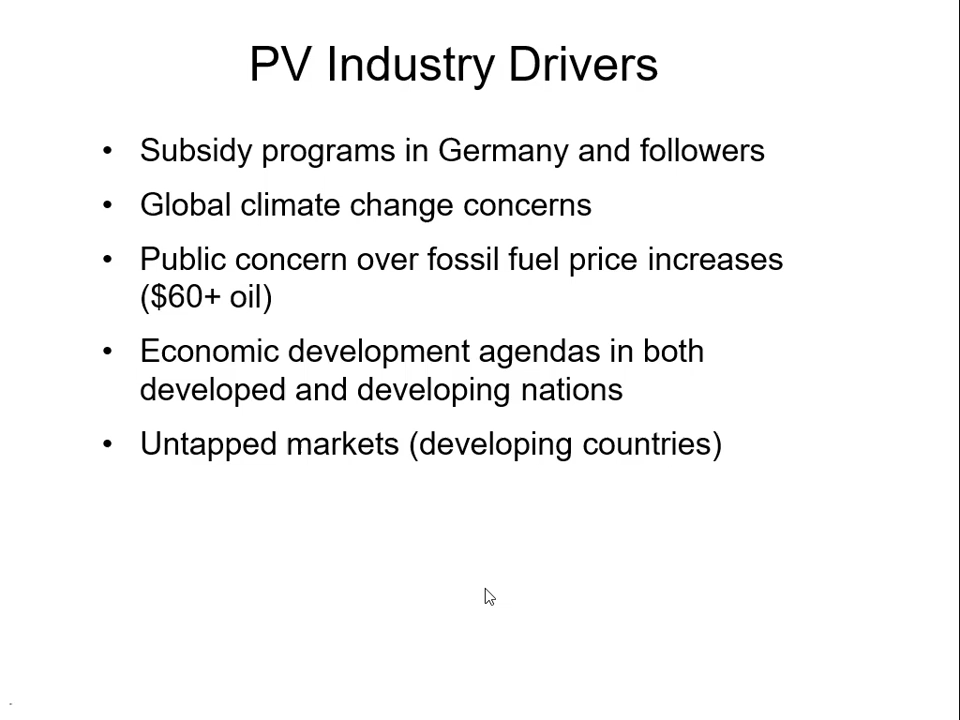 PV Industry Drivers
• Subsidy programs in Germany and followers
• Global climate change concerns
• Public concern over fossil fuel price increases
($60+ oil)
• Economic development agendas in both
developed and developing nations
• Untapped markets (developing countries)